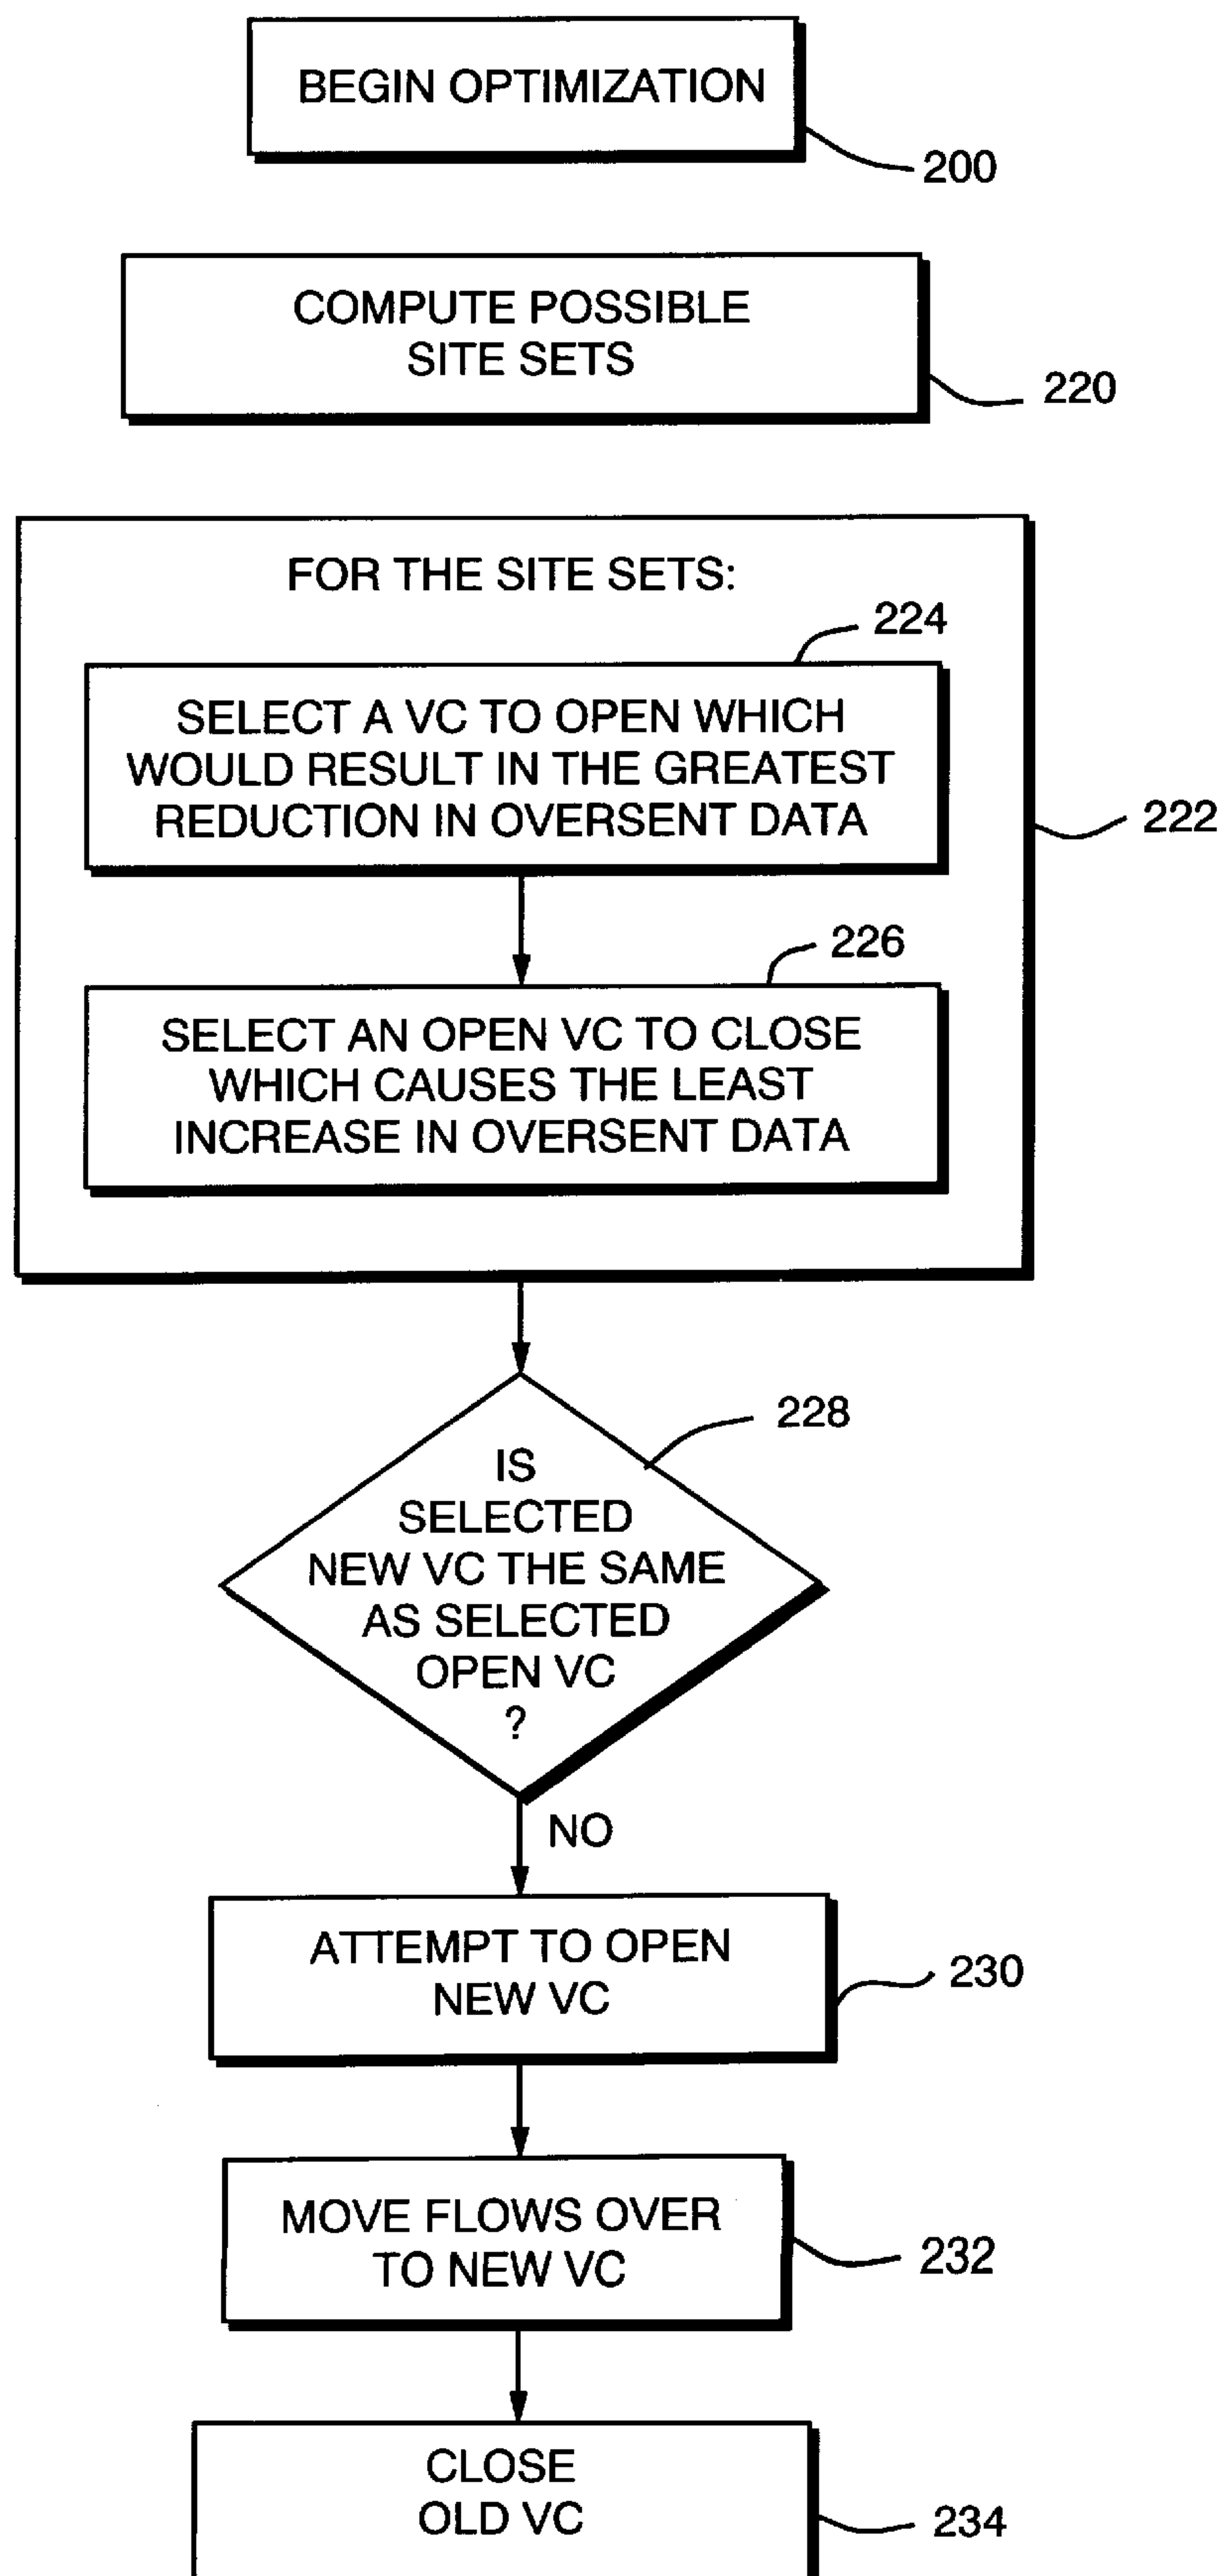 BEGIN OPTIMIZATION
200
COMPUTE POSSIBLE
SITE SETS
220
FOR THE SITE SETS:
224
SELECT A VC TO OPEN WHICH
WOULD RESULT IN THE GREATEST
REDUCTION IN OVERSENT DATA
222
226
SELECT AN OPEN VC TO CLOSE
WHICH CAUSES THE LEAST
INCREASE IN OVERSENT DATA
228
IS
SELECTED
NEW VC THE SAME
AS SELECTED
OPEN VC
?
NO
ATTEMPT TO OPEN
NEW VC
230
MOVE FLOWS OVER
TO NEW VC
232
CLOSE
OLD VC
234